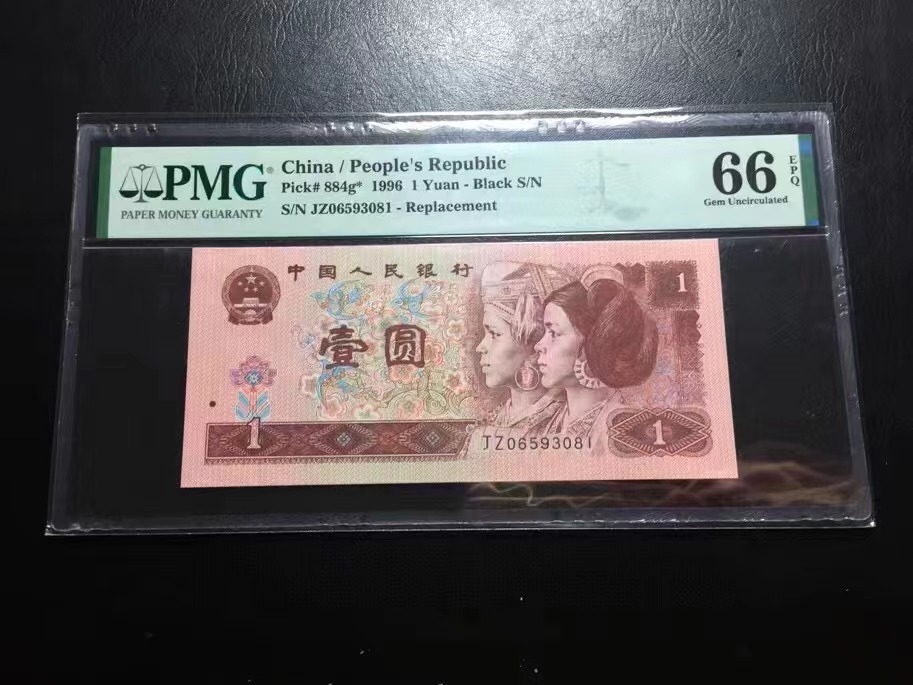 PMG
PAPER MONEY GUARANTY
China / People's Republic
Pick# 884g* 1996 1 Yuan - Black S/N
S/N JZ06593081 - Replacement
66
EPQ
Gem Uncirculated
中国人民银行
1
壹圆
1
JZ06593081
1